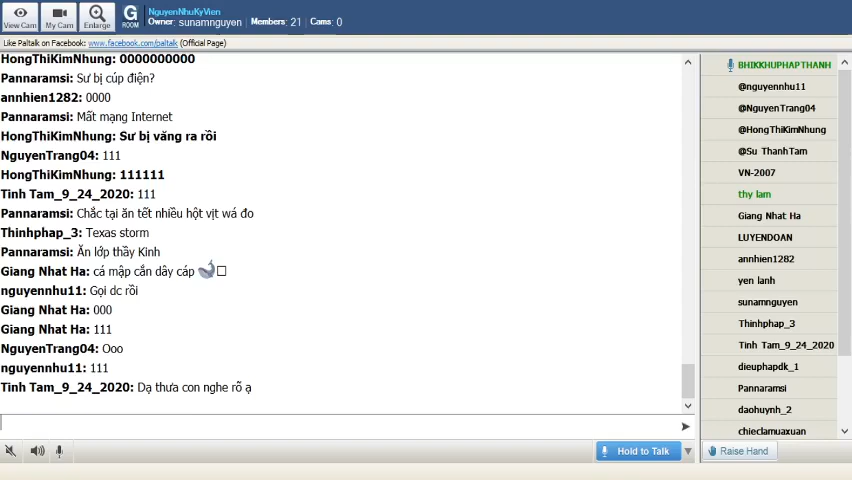 View Cam
My Cam
Enlarge
G
ROOM
NguyenNhuKyVien
Owner: sunamnguyen Members: 21 Cams: 0
Like Paltalk on Facebook: www.facebook.com/paltalk (Official Page)
HongThiKimNhung: 0000000000
Pannaramsi: Sư bị cúp điện?
annhien1282: 0000
Pannaramsi: Mất mạng Internet
HongThiKimNhung: Sư bị văng ra rồi
NguyenTrang04: 111
HongThiKimNhung: 111111
Tinh Tam_9_24_2020: 111
Pannaramsi: Chắc tại ăn tết nhiều hột vịt wá đo
Thinhphap_3: Texas storm
Pannaramsi: Ăn lớp thầy Kinh
Giang Nhat Ha: cá mập cắn dây cáp
nguyennhu11: Gọi dc rồi
Giang Nhat Ha: 000
Giang Nhat Ha: 111
NguyenTrang04: Ooo
nguyennhu11: 111
Tinh Tam_9_24_2020: Dạ thưa con nghe rõ ạ
Hold to Talk
BHIKKHUPHAPTHANH
@nguyennhu11
@NguyenTrang04
@HongThiKimNhung
@Su ThanhTam
VN-2007
thy lam
Giang Nhat Ha
LUYENDOAN
annhien1282
yen lanh
sunamnguyen
Thinhphap_3
Tinh Tam_9_24_2020
dieuphapdk_1
Pannaramsi
daohuynh_2
chieclamuaxuan
Raise Hand